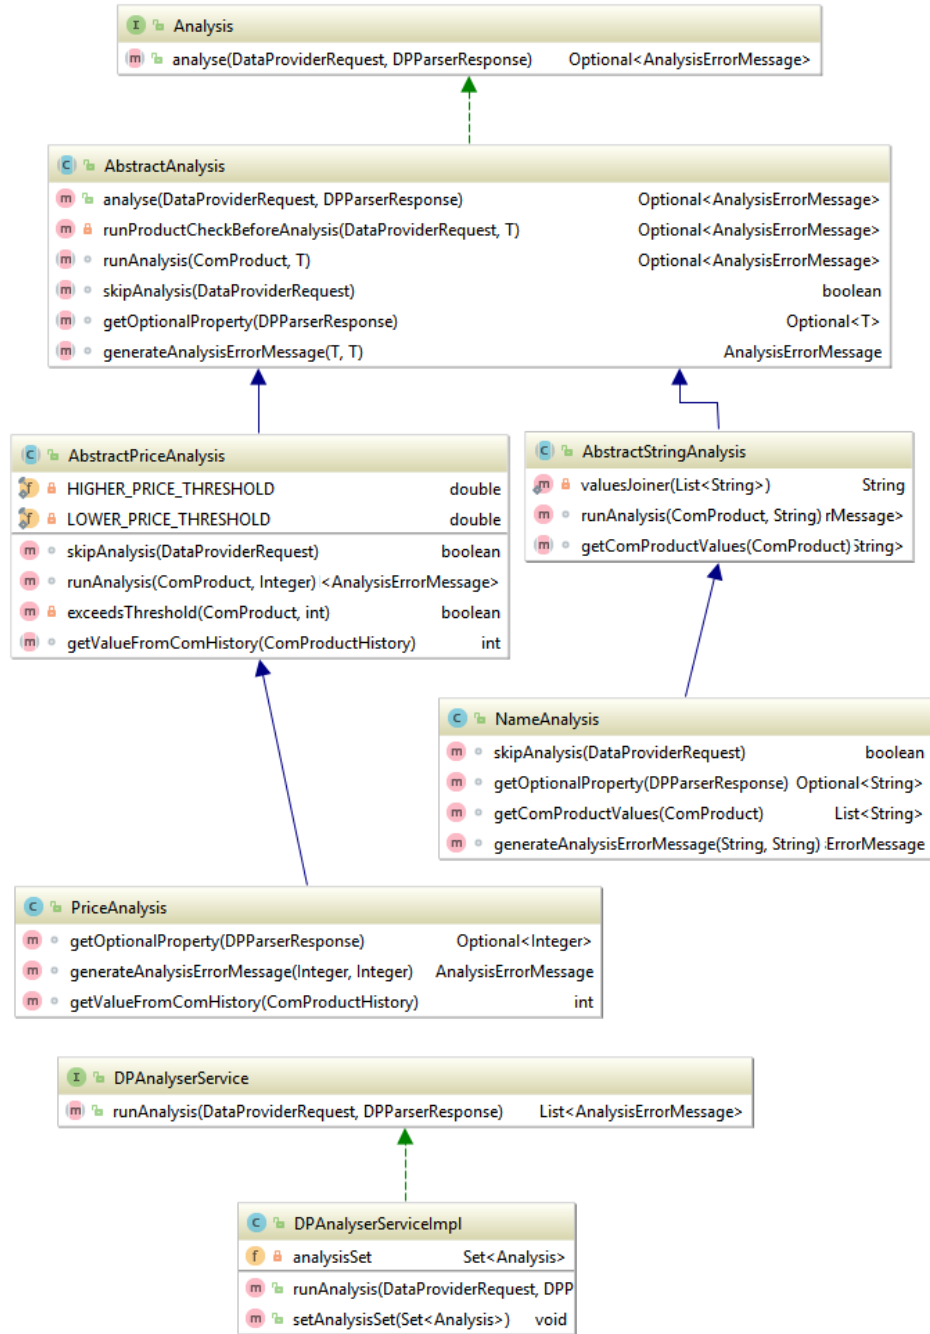 Analysis
analyse(DataProviderRequest, DPParserResponse) Optional<AnalysisErrorMessage>
AbstractAnalysis
analyse(DataProviderRequest, DPParserResponse) Optional<AnalysisErrorMessage>
runProductCheckBeforeAnalysis(DataProviderRequest, T) Optional<AnalysisErrorMessage>
runAnalysis(ComProduct, T) Optional<AnalysisErrorMessage>
skipAnalysis(DataProviderRequest) boolean
getOptionalProperty(DPParserResponse) Optional<T>
generateAnalysisErrorMessage(T, T) AnalysisErrorMessage
AbstractPriceAnalysis
HIGHER_PRICE_THRESHOLD double
LOWER_PRICE_THRESHOLD double
skipAnalysis(DataProviderRequest) boolean
runAnalysis(ComProduct, Integer) <AnalysisErrorMessage>
exceedsThreshold(ComProduct, int) boolean
getValueFromComHistory(ComProductHistory) int
AbstractStringAnalysis
valuesJoiner(List<String>) String
runAnalysis(ComProduct, String) rMessage>
getComProductValues(ComProduct) String>
NameAnalysis
skipAnalysis(DataProviderRequest) boolean
getOptionalProperty(DPParserResponse) Optional<String>
getComProductValues(ComProduct) List<String>
generateAnalysisErrorMessage(String, String) ErrorMessage
PriceAnalysis
getOptionalProperty(DPParserResponse) Optional<Integer>
generateAnalysisErrorMessage(Integer, Integer) AnalysisErrorMessage
getValueFromComHistory(ComProductHistory) int
DPAnalyserService
runAnalysis(DataProviderRequest, DPParserResponse) List<AnalysisErrorMessage>
DPAnalyserServiceImpl
analysisSet Set<Analysis>
runAnalysis(DataProviderRequest, DPP
setAnalysisSet(Set<Analysis>) void